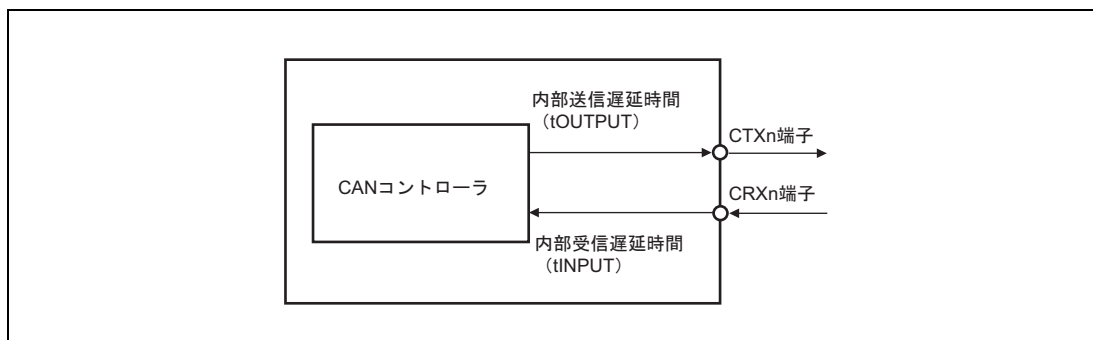 内部送信遅延時間
（tOUTPUT）
CTXn端子
CANコントローラ
CRXn端子
内部受信遅延時間
（tINPUT）